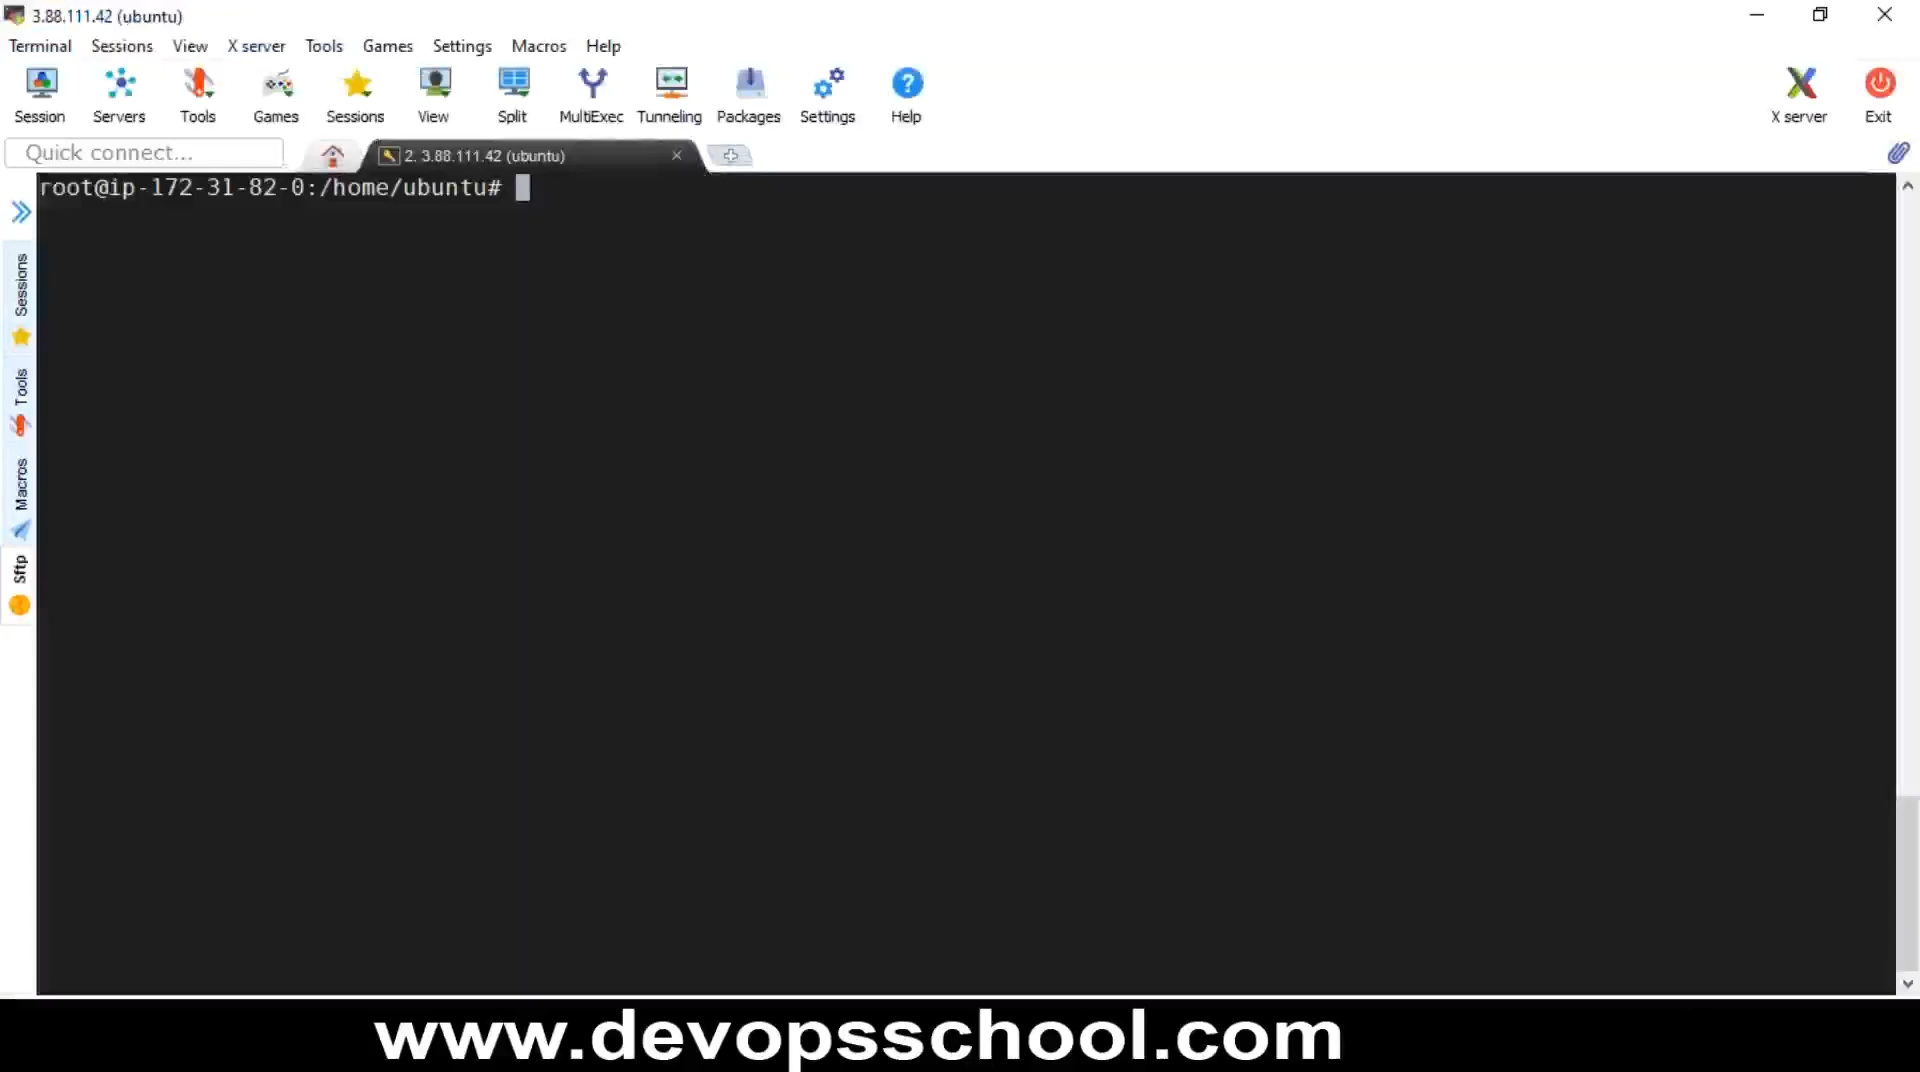 3.88.111.42 (ubuntu)
Terminal Sessions View X server Tools Games Settings Macros Help
Session Servers Tools Games Sessions View Split MultiExec Tunneling Packages Settings Help X server Exit
Quick connect... 2. 3.88.111.42 (ubuntu)
root@ip-172-31-82-0:/home/ubuntu#
Sessions
Tools
Macros
Sftp
www.devopsschool.com